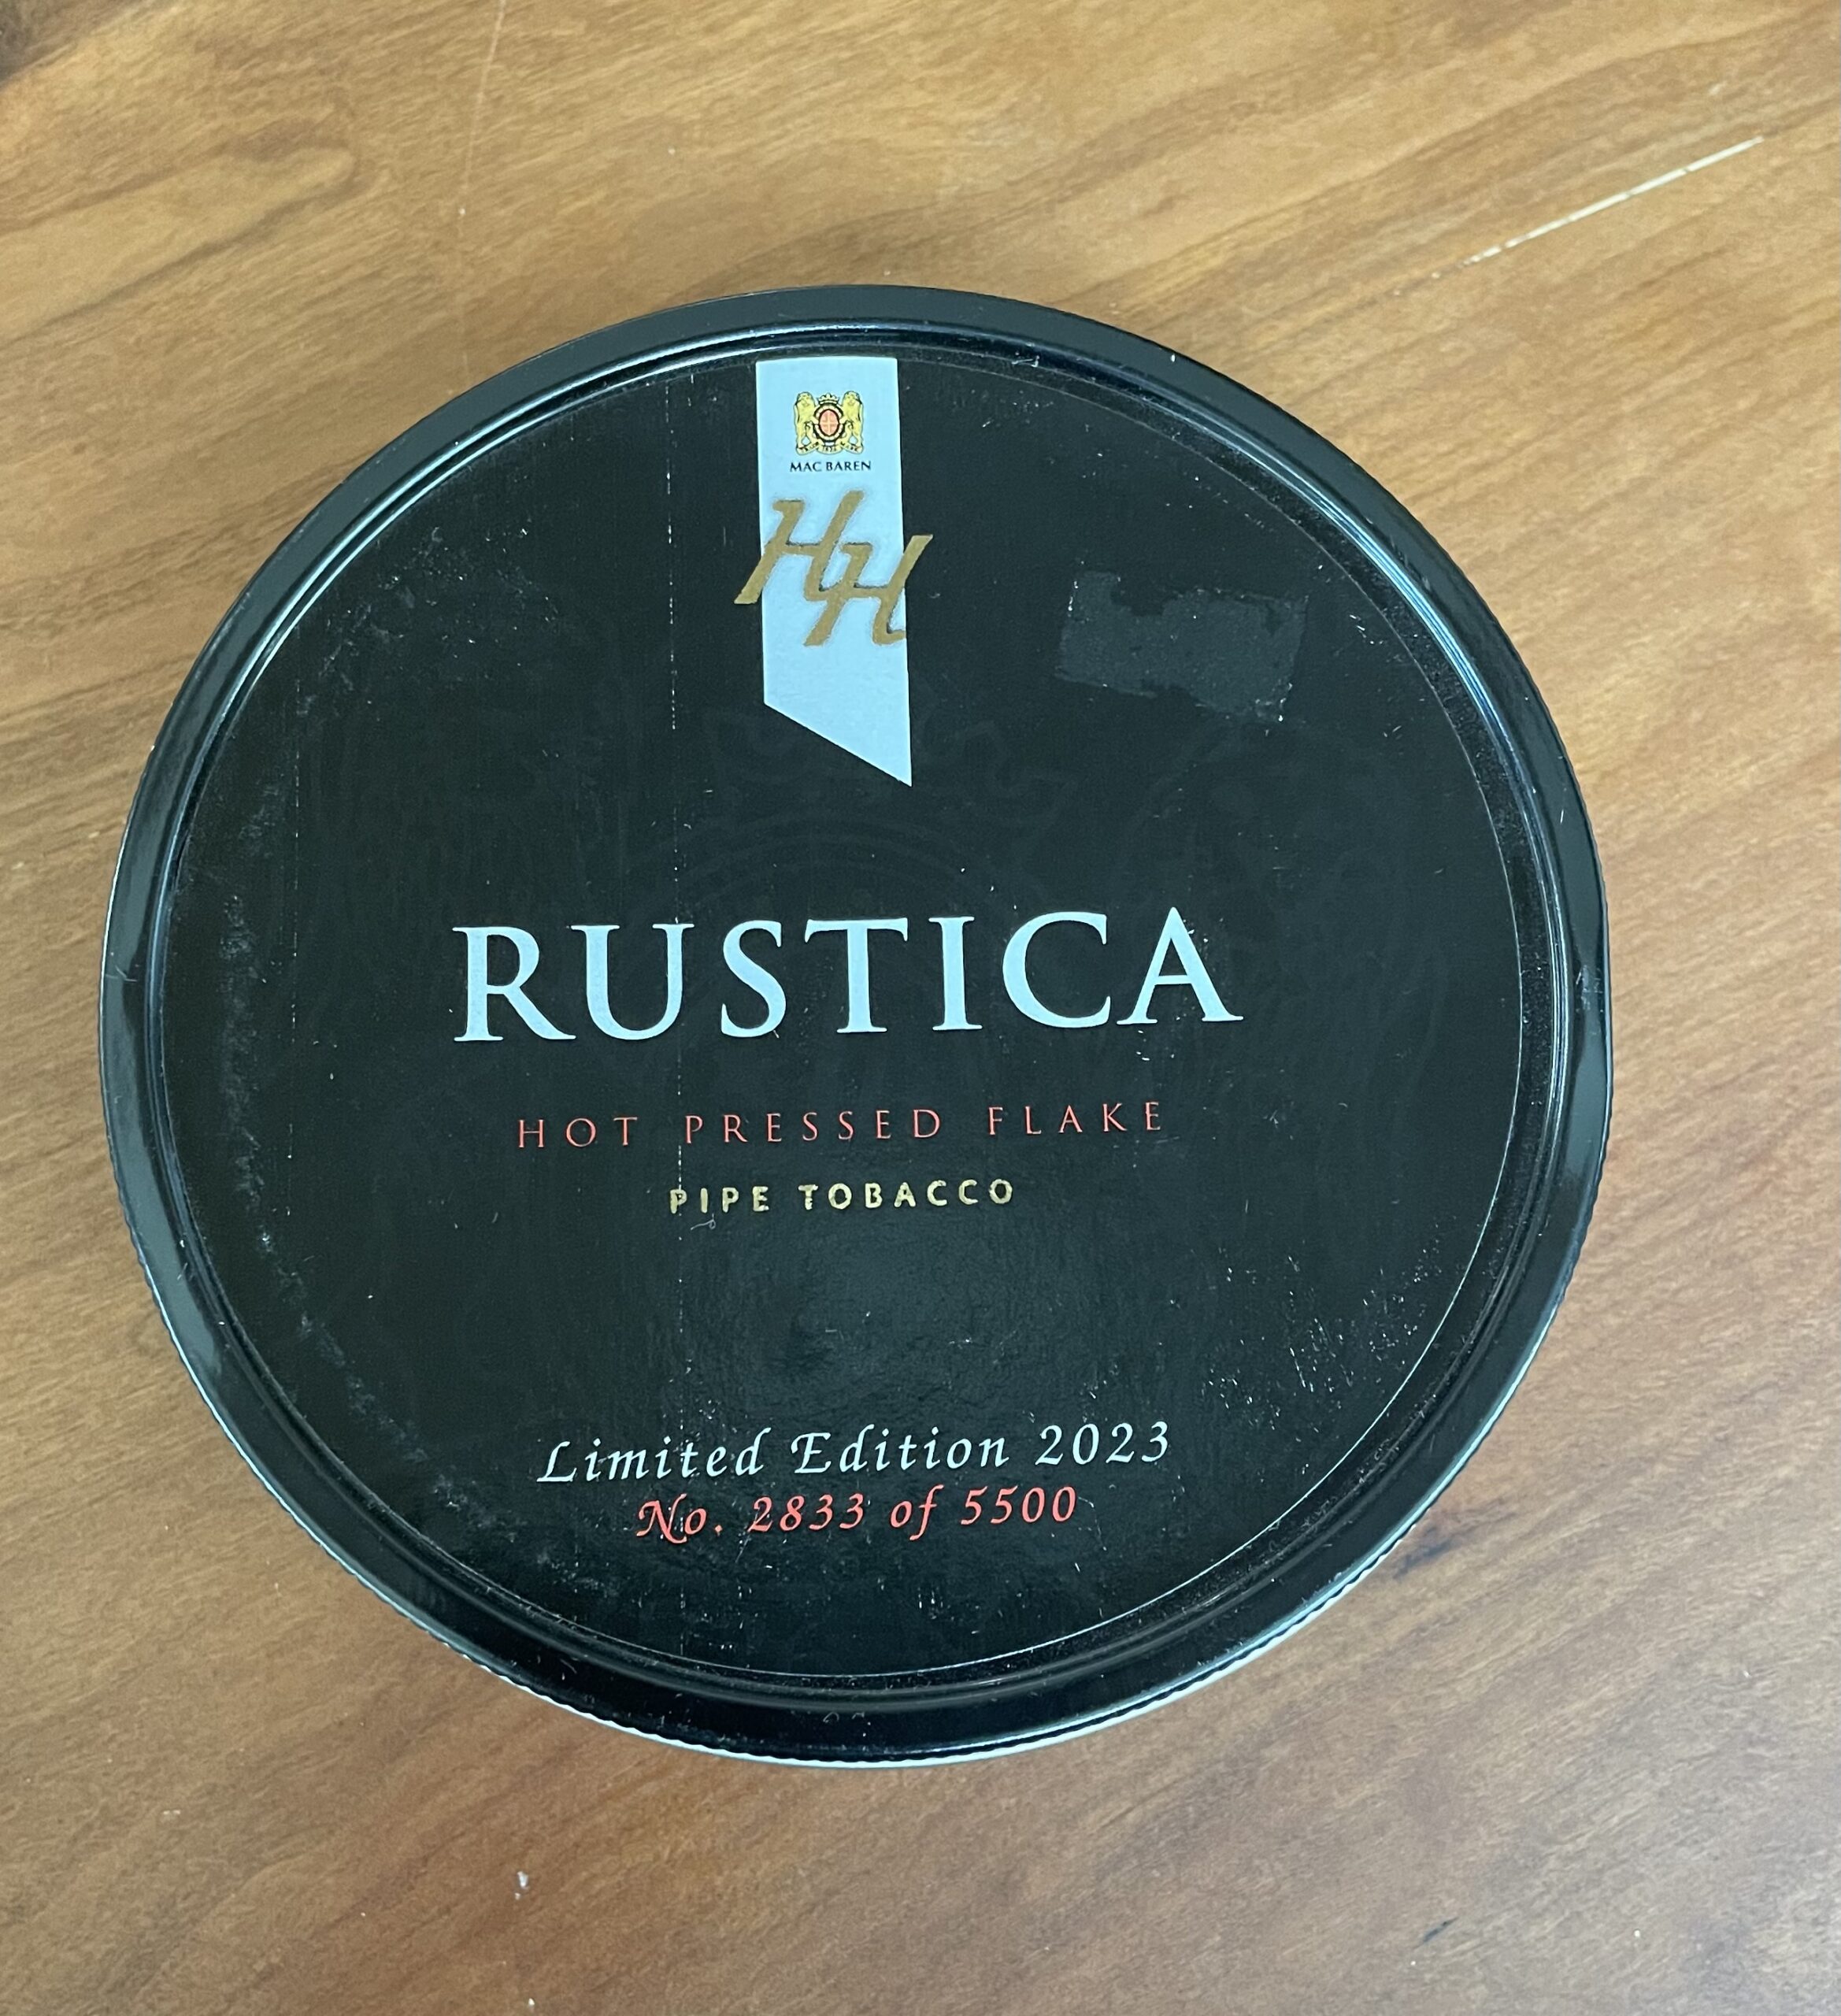 MAC BAREN
HH
RUSTICA
HOT PRESSED FLAKE
PIPE TOBACCO
Limited Edition 2023
No. 2833 of 5500